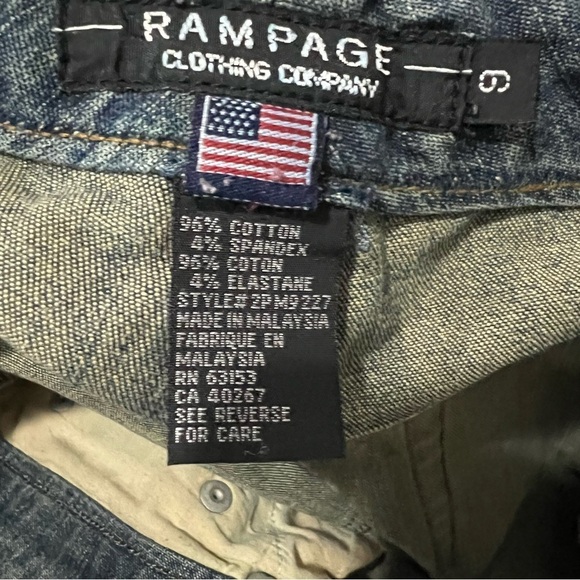 RAMPAGE
CLOTHING COMPANY
9
96% COTTON
4% SPANDEX
96% COTON
4% ELASTANE
STYLE# 2PM9227
MADE IN MALAYSIA
FABRIQUE EN
MALAYSIA
RN 63153
CA 40267
SEE REVERSE
FOR CARE